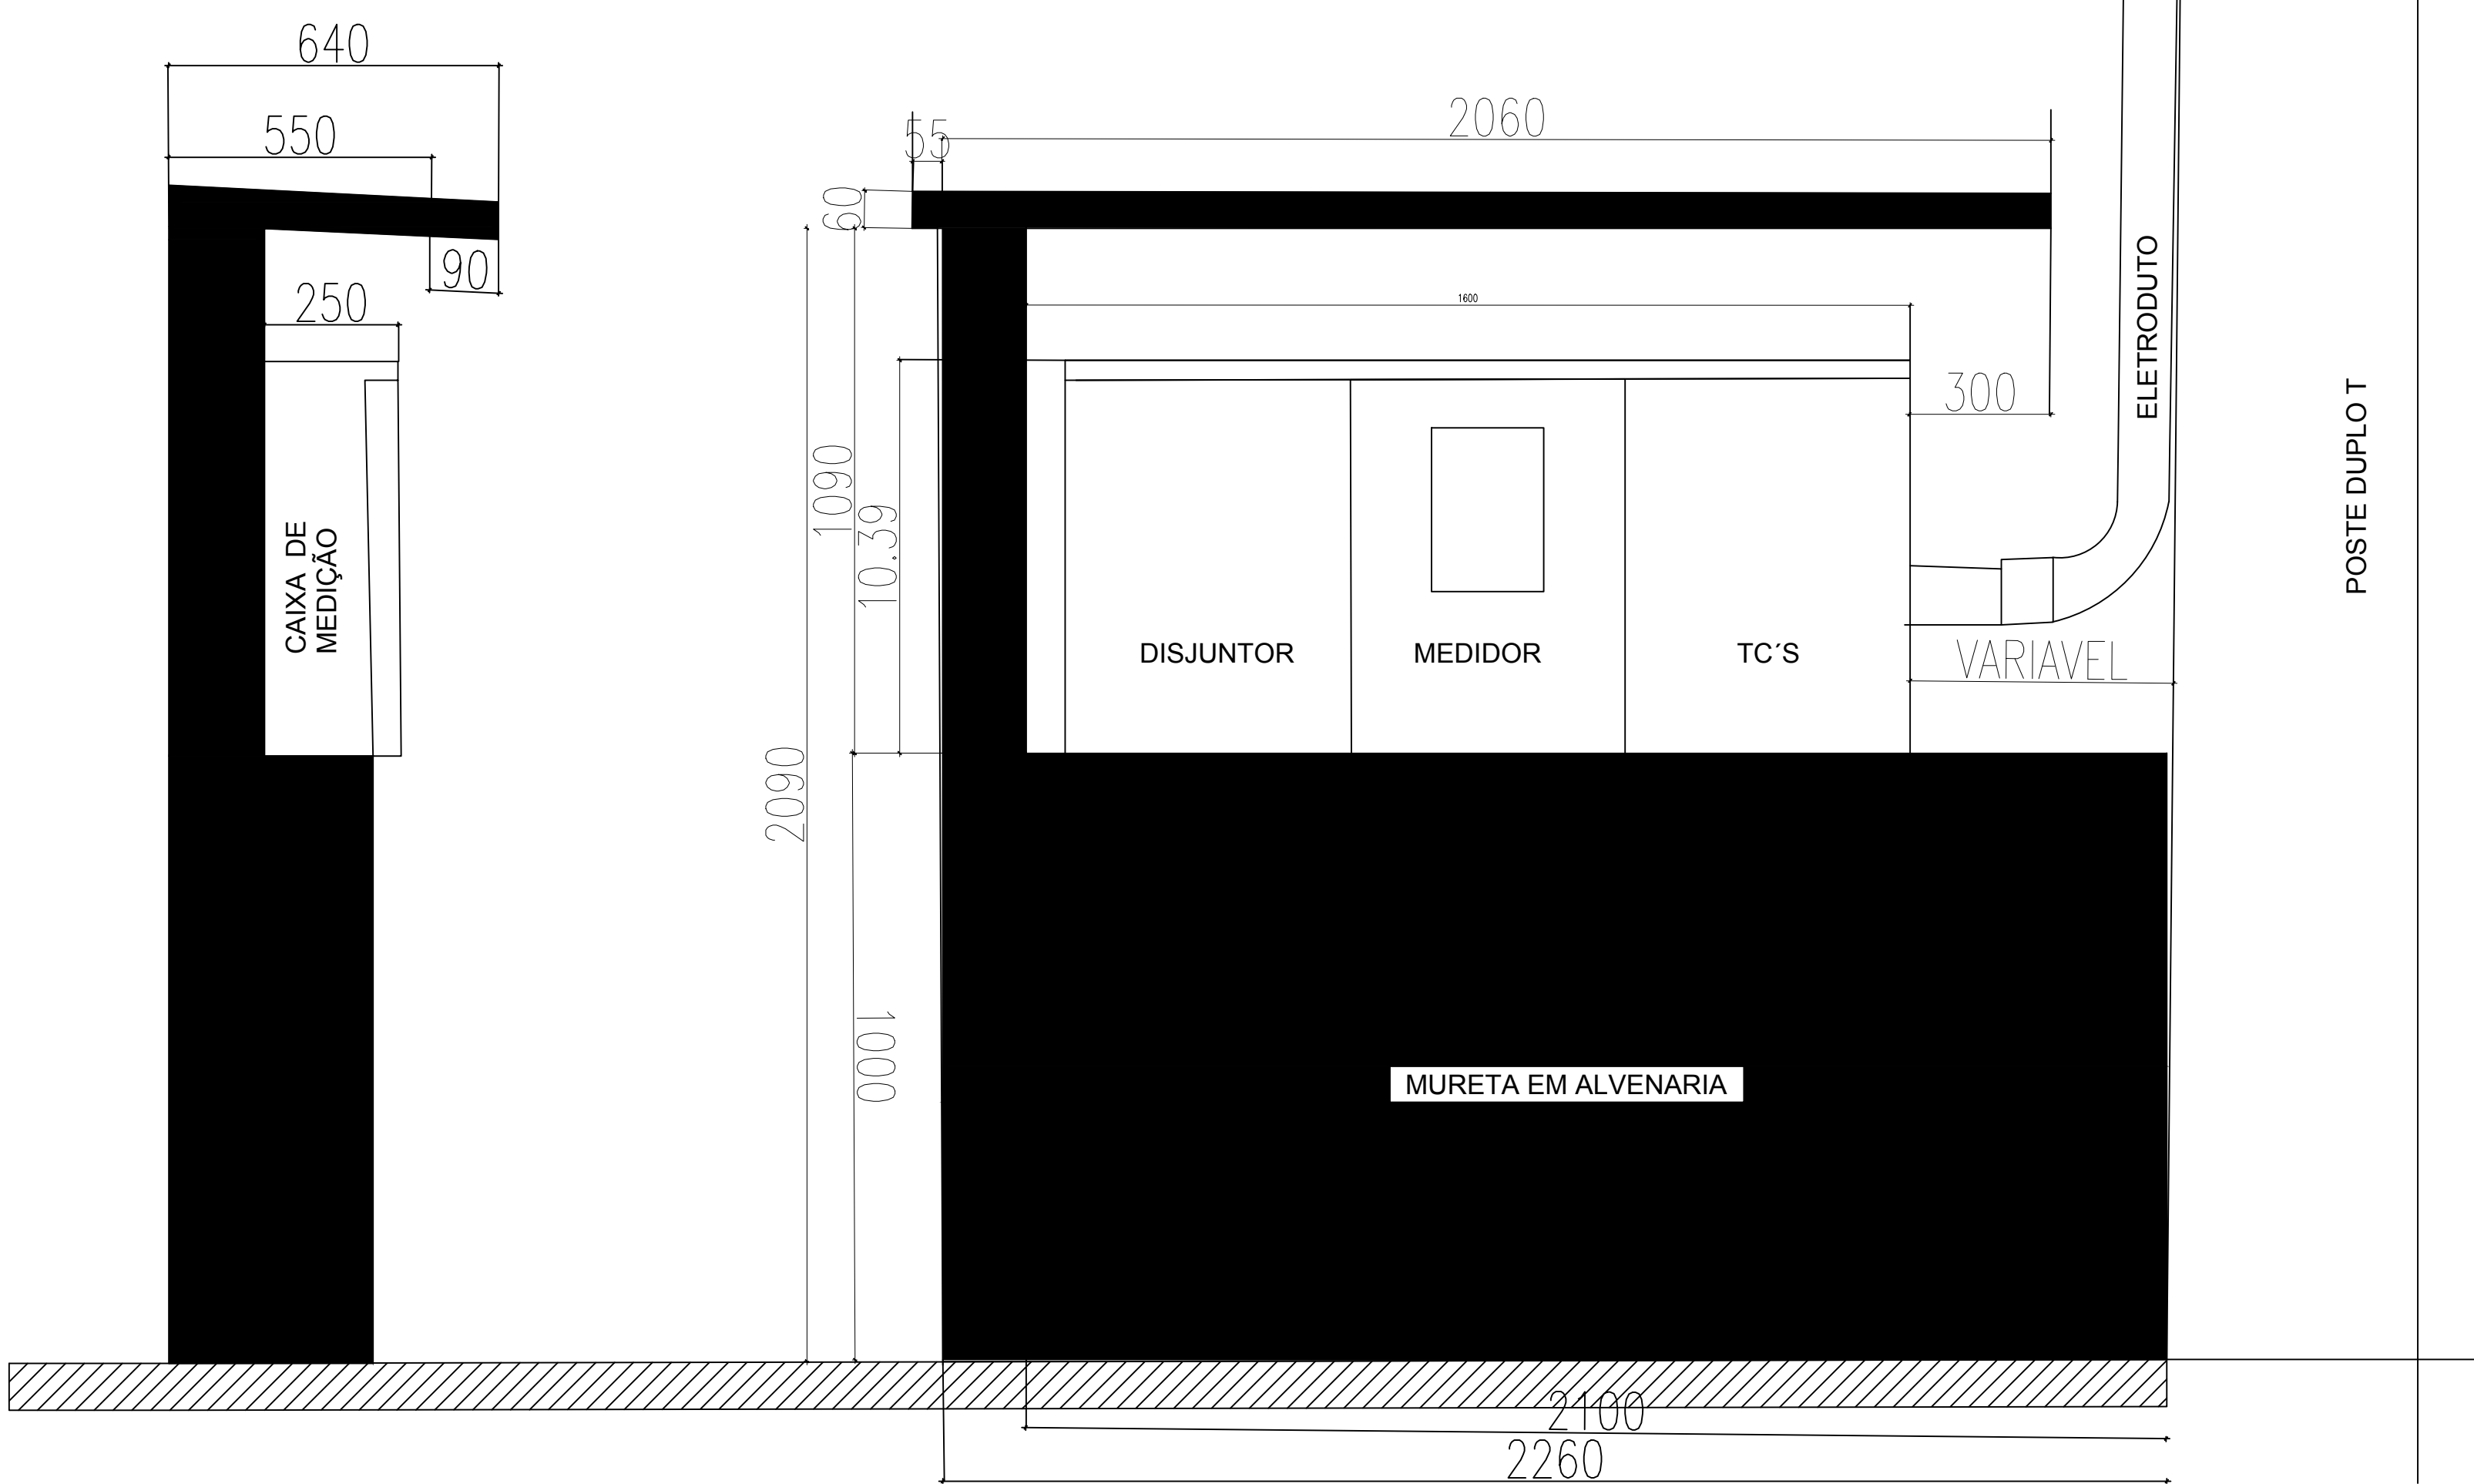 640
550
90
250
CAIXA DE
MEDIÇÃO
2060
55
60
1600
300
1090
10.39
2090
1000
DISJUNTOR
MEDIDOR
TC´S
VARIAVEL
ELETRODUTO
POSTE DUPLO T
MURETA EM ALVENARIA
2100
2260